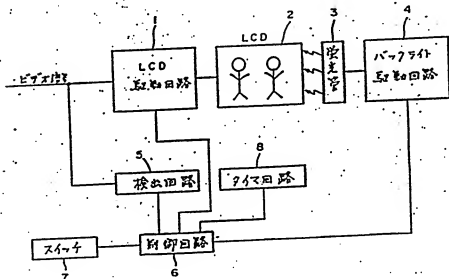 1
LCD
駆動回路
LCD
2
3
蛍光管
4
バックライト
駆動回路
ビデオ信号
5
検出回路
8
タイマ回路
スイッチ
7
制御回路
6